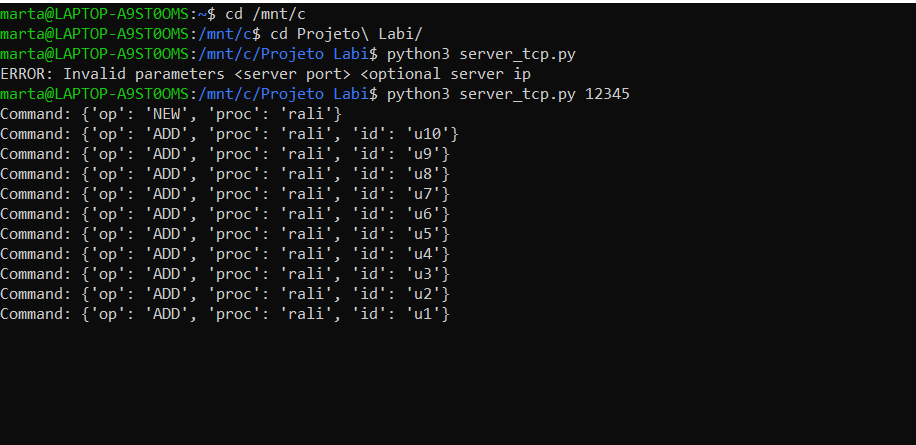 marta@LAPTOP-A9ST0OMS:~$ cd /mnt/c
marta@LAPTOP-A9ST0OMS:/mnt/c$ cd Projeto\ Labi/
marta@LAPTOP-A9ST0OMS:/mnt/c/Projeto Labi$ python3 server_tcp.py
ERROR: Invalid parameters <server port> <optional server ip
marta@LAPTOP-A9ST0OMS:/mnt/c/Projeto Labi$ python3 server_tcp.py 12345
Command: {'op': 'NEW', 'proc': 'rali'}
Command: {'op': 'ADD', 'proc': 'rali', 'id': 'u10'}
Command: {'op': 'ADD', 'proc': 'rali', 'id': 'u9'}
Command: {'op': 'ADD', 'proc': 'rali', 'id': 'u8'}
Command: {'op': 'ADD', 'proc': 'rali', 'id': 'u7'}
Command: {'op': 'ADD', 'proc': 'rali', 'id': 'u6'}
Command: {'op': 'ADD', 'proc': 'rali', 'id': 'u5'}
Command: {'op': 'ADD', 'proc': 'rali', 'id': 'u4'}
Command: {'op': 'ADD', 'proc': 'rali', 'id': 'u3'}
Command: {'op': 'ADD', 'proc': 'rali', 'id': 'u2'}
Command: {'op': 'ADD', 'proc': 'rali', 'id': 'u1'}